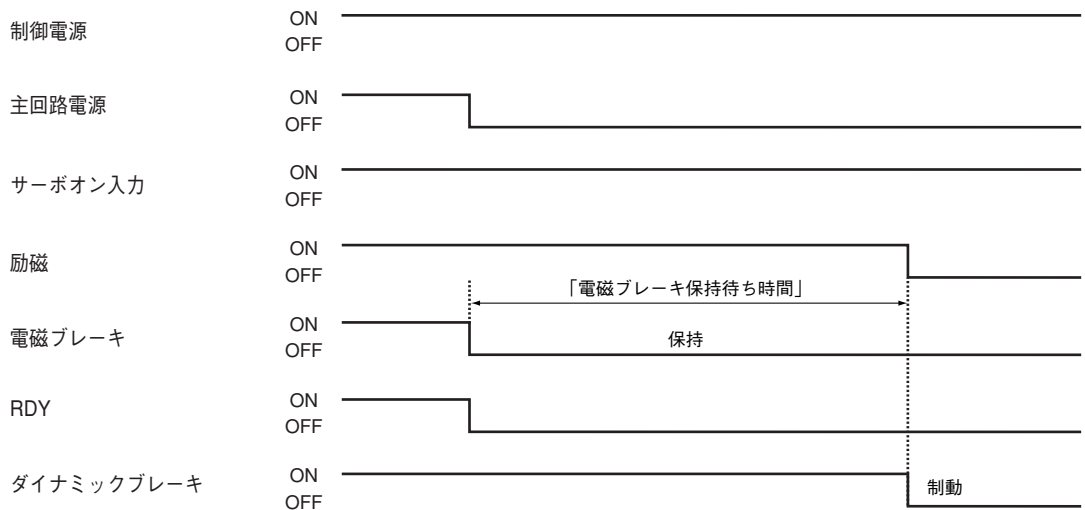 制御電源
ON
OFF
主回路電源
ON
OFF
サーボオン入力
ON
OFF
励磁
ON
OFF
「電磁ブレーキ保持待ち時間」
電磁ブレーキ
ON
OFF
保持
RDY
ON
OFF
ダイナミックブレーキ
ON
OFF
制動